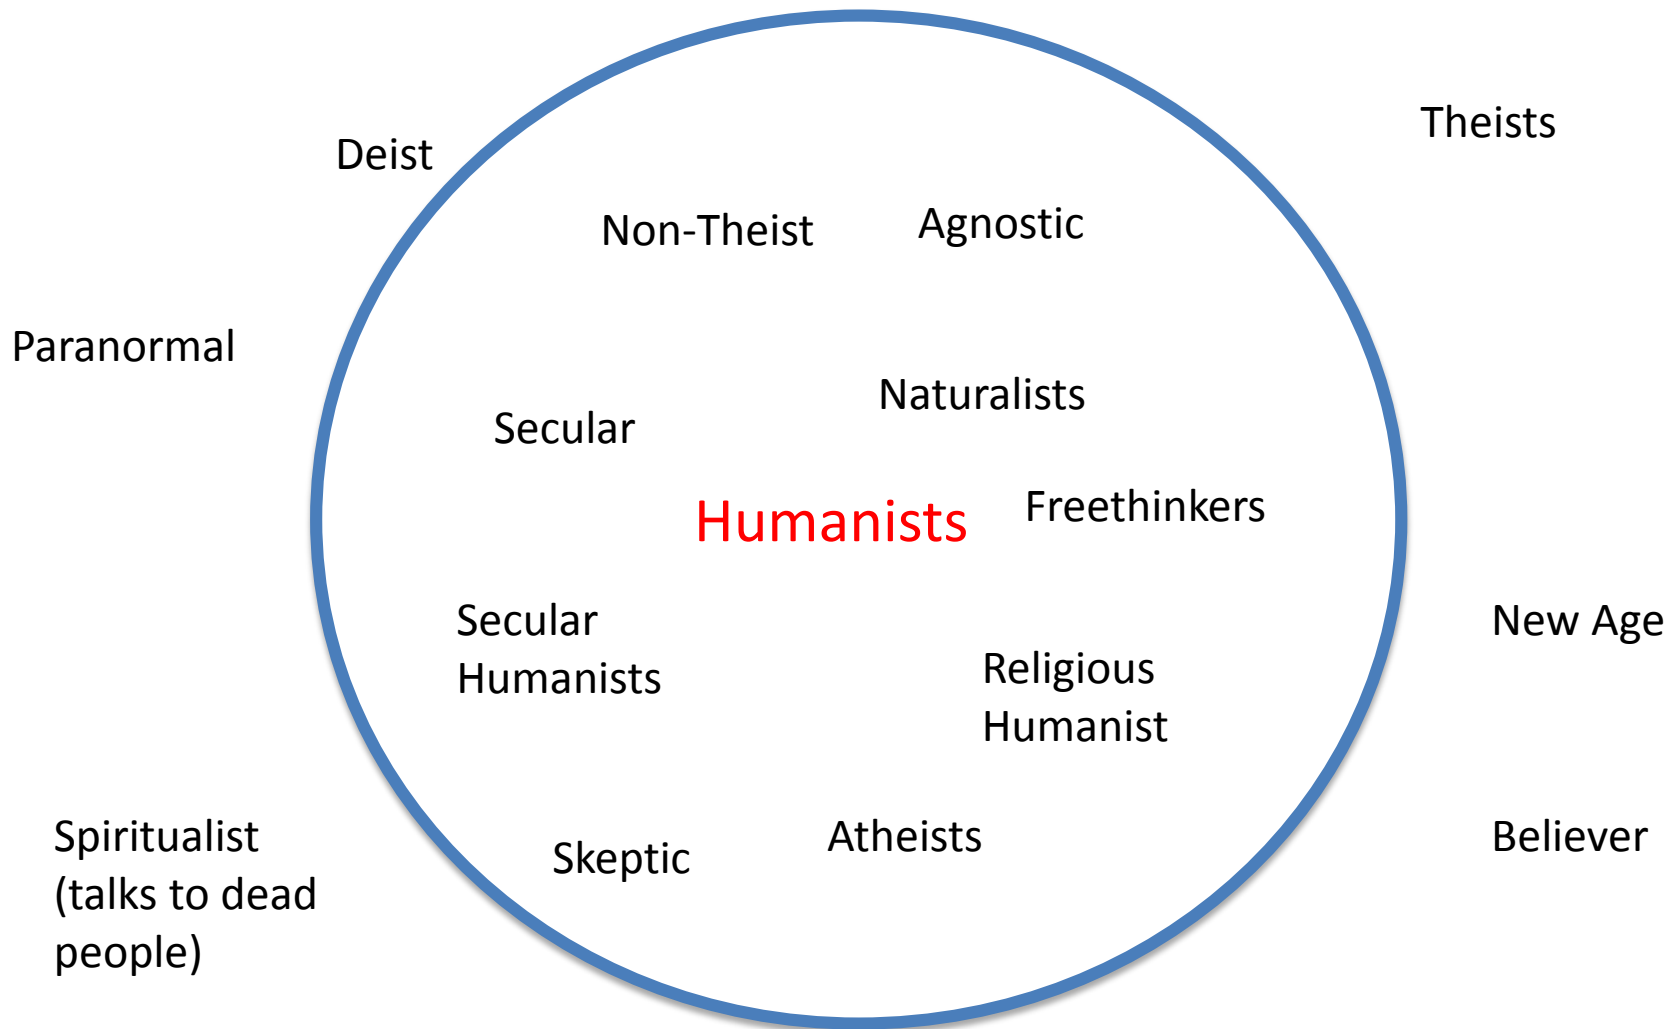 Theists
Deist
Non-Theist
Agnostic
Paranormal
Naturalists
Secular
Humanists
Freethinkers
Secular
Humanists
New Age
Religious
Humanist
Spiritualist
(talks to dead
people)
Skeptic
Atheists
Believer